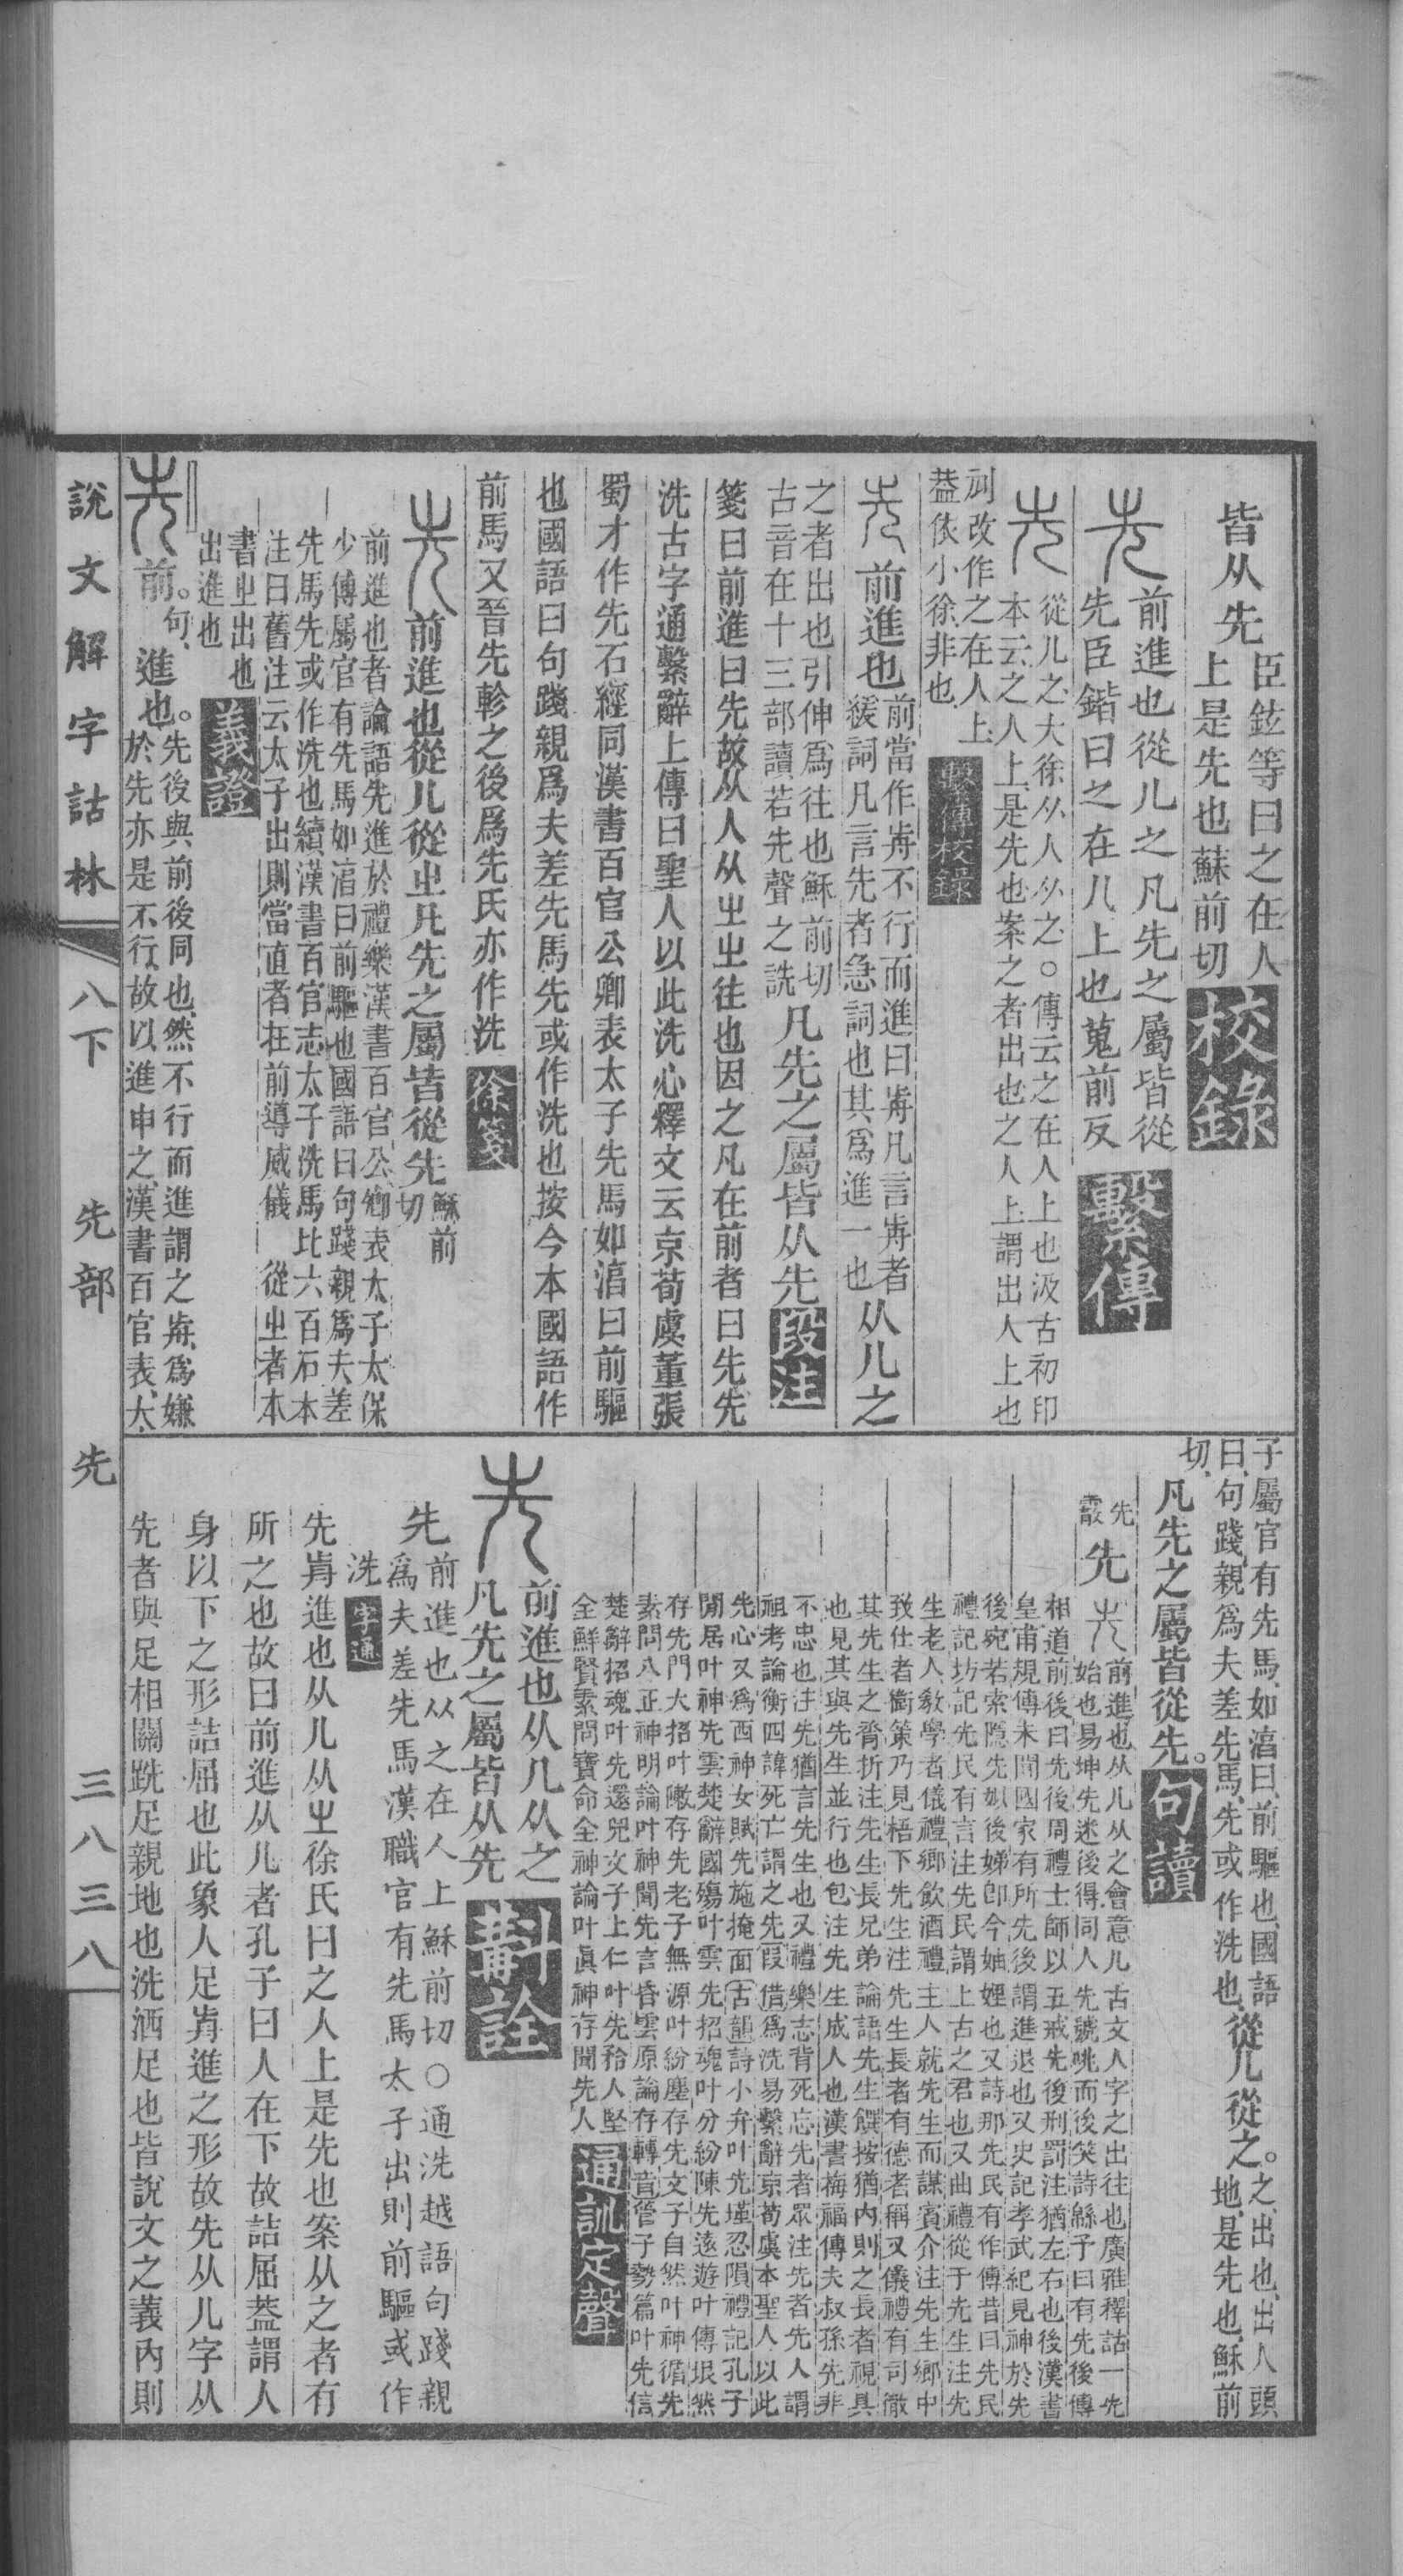 皆从先
臣鉉等曰之在人
上是先也蘇前切
校錄
前進也從儿之凡先之屬皆從
先臣鍇曰之在人上也蒐前反
繫傳
從儿之大徐从人从之○傳云之在人上也汲古初印
本云之人上是先也案之者出也之人上謂出人上也
剜改作之在人上
葢依小徐非也
繫傳校錄
前進也
前當作歬不行而進曰歬凡言歬者
緩詞凡言先者急詞也其爲進一也
从儿之
之者出也引伸爲往也穌前切
古音在十三部讀若先聲之詵
凡先之屬皆从先
段注
箋曰前進曰先故从人从㞢㞢往也因之凡在前者曰先先
洗古字通繫辭上傳曰聖人以此洗心釋文云京荀虞董張
蜀才作先石經同漢書百官公卿表太子先馬如淳曰前驅
也國語曰句踐親爲夫差先馬先或作洗也按今本國語作
前馬又晉先軫之後爲先氏亦作洗
徐箋
前進也從儿從㞢凡先之屬皆從先
穌前
切
前進也者論語先進於禮樂漢書百官公卿表太子太保
少傅屬官有先馬如淳曰前驅也國語曰句踐親爲夫差
先馬先或作洗也續漢書百官志太子洗馬比六百石本
注曰舊注云太子出則當直者在前導威儀 從㞢者本
書㞢出也
出進也
義證
前。句、進也。
先後與前後同也、然不行而進謂之歬、爲嫌
於先亦是不行、故以進申之、漢書百官表、太、
說文解字詁林 八下 先部 先 三八三八
子屬官有先馬、如淳曰、前驅也、國語
曰、句踐親爲夫差先馬、先或作洗也、
從儿從之。
之、出也、出人頭
地、是先也、穌前
切、
凡先之屬皆從先。
句讀
先
前進也从儿从之會意儿古文人字之出往也廣雅釋詁一先
始也易坤先迷後得同人先號咷而後笑詩緜予曰有先後傳
相道前後曰先後周禮士師以五戒先後刑罰注猶左右也後漢書
皇甫規傳未聞國家有所先後謂進退也又史記孝武紀見神於先
後宛若索隱先姒後娣卽今妯娌也又詩那先民有作傳昔曰先民
禮記坊記先民有言注先民謂上古之君也又曲禮從于先生注先
生老人敎學者儀禮鄉飲酒禮主人就先生而謀賓介注先生鄉中
致仕者衞策乃見梧下先生注先生長者有德者稱又儀禮有司徹
其先生之脀折注先生長兄弟論語先生饌按猶內則之長者視具
也見其與先生並行也包注先生成人也漢書梅福傳夫叔孫先非
不忠也注先猶言先生也又禮樂志背死忘先者眾注先者先人謂
祖考論衡四諱死亡謂之先叚借爲洗易繫辭京荀虞本聖人以此
先心又爲西神女賦先施掩面古韻詩小弁叶先墐忍隕禮記孔子
閒居叶神先雲楚辭國殤叶雲先招魂叶分紛陳先遠遊叶傳垠然
存先門大招叶瞮存先老子無源叶紛塵存先文子自然叶神循先
素問八正神明論叶神聞先言昏雲原論存轉音管子勢篇叶先信
楚辭招魂叶先還兕文子上仁叶先矜人堅
全鮮賢素問寶命全神論叶眞神存聞先人
通訓定聲
前進也从儿从之
凡先之屬皆从先
斠詮
先
前進也从之在人上穌前切○通洗越語句踐親
爲夫差先馬漢職官有先馬太子出則前驅或作
洗
字通
先歬進也从儿从㞢徐氏曰之人上是先也案从之者有
所之也故曰前進从儿者孔子曰人在下故詰屈葢謂人
身以下之形詰屈也此象人足歬進之形故先从儿字从
先者與足相關跣足親地也洗洒足也皆說文之義內則